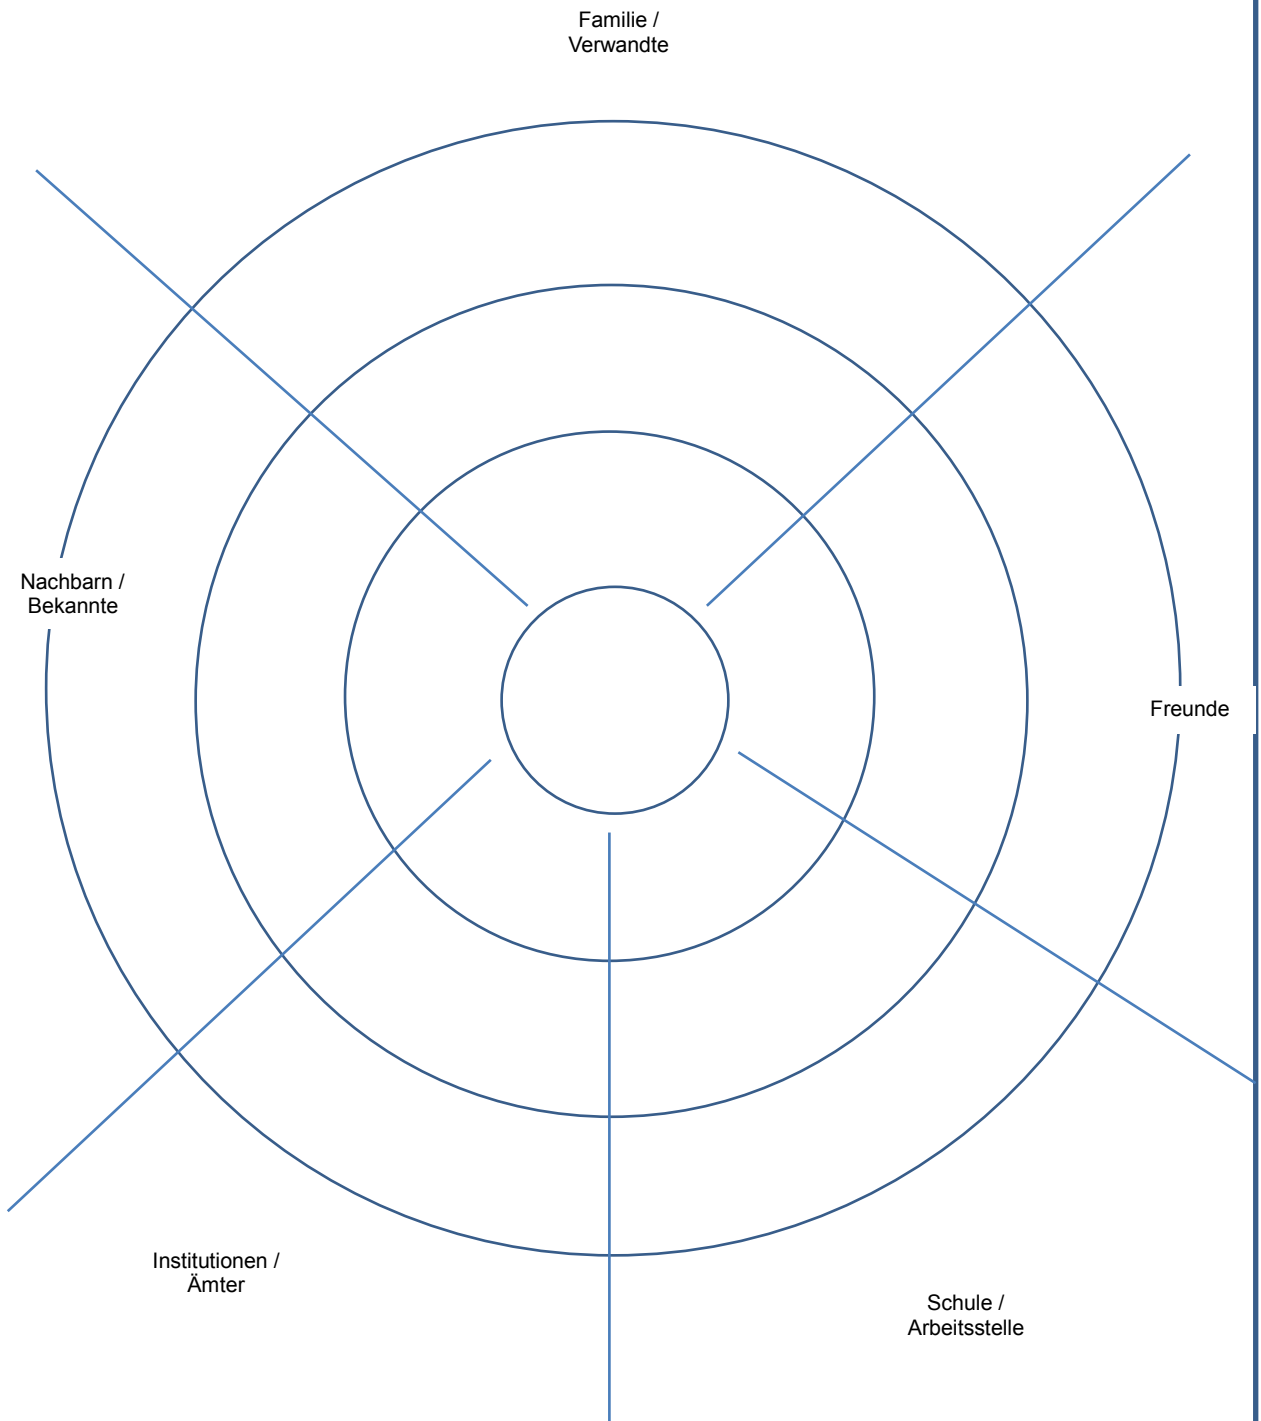 Familie /
Verwandte
Nachbarn /
Bekannte
Freunde
Institutionen /
Ämter
Schule /
Arbeitsstelle